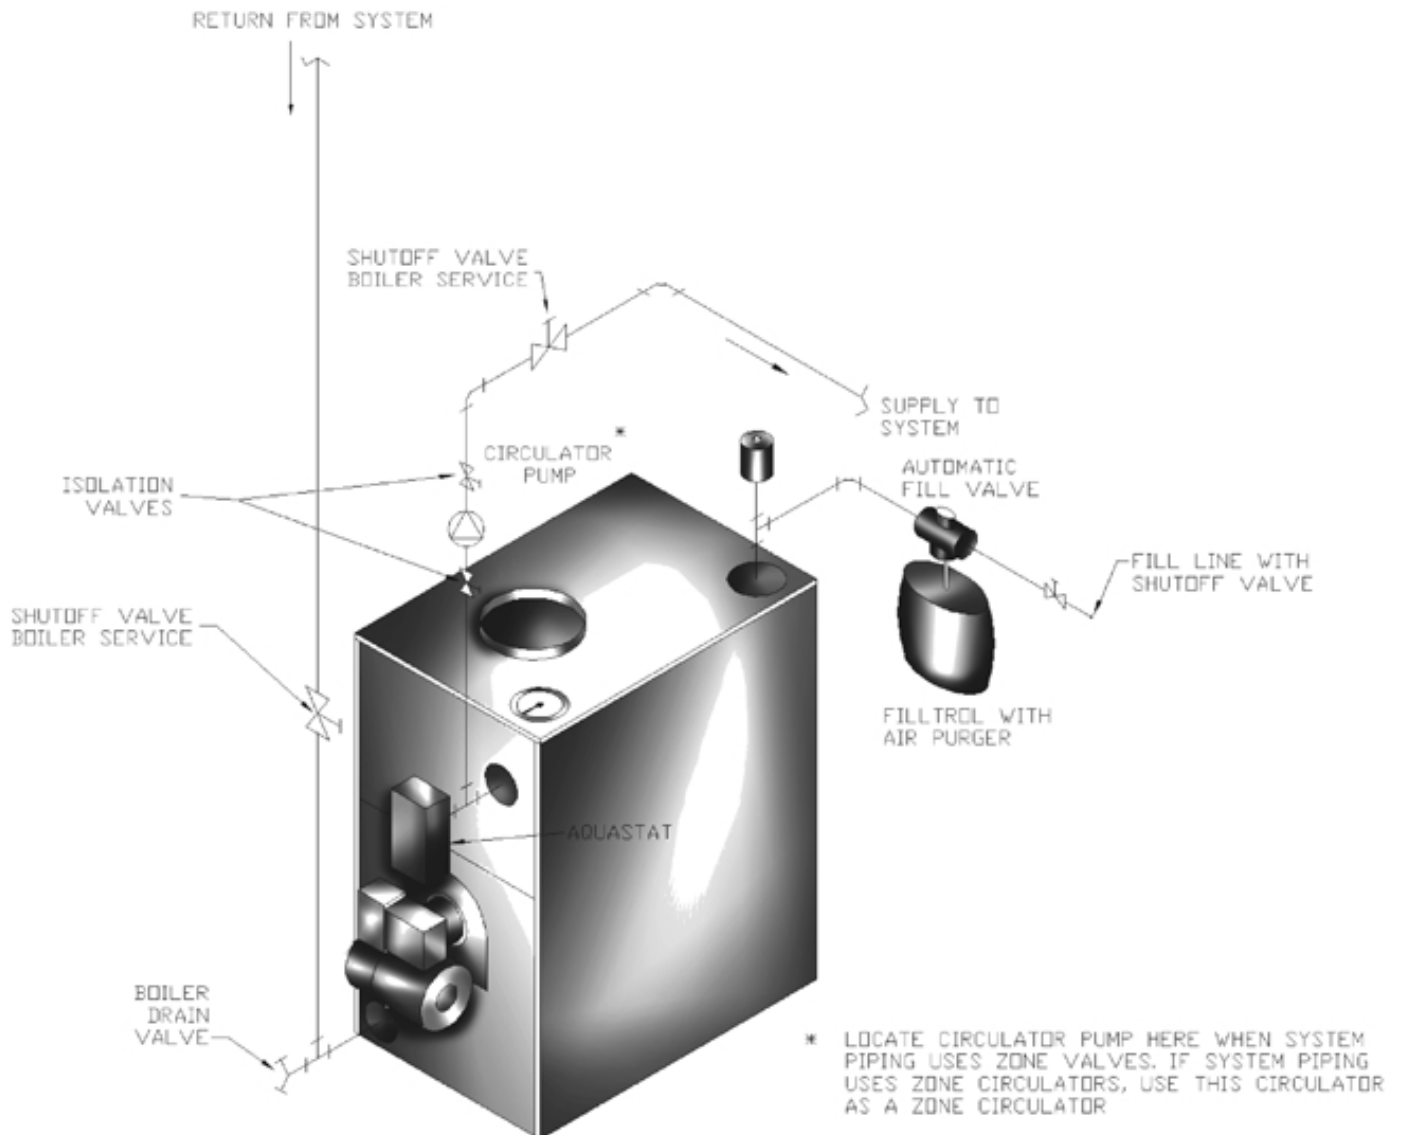 RETURN FROM SYSTEM
SHUTOFF VALVE
BOILER SERVICE
SUPPLY TO
SYSTEM
*
CIRCULATOR
PUMP
AUTOMATIC
FILL VALVE
ISOLATION
VALVES
FILL LINE WITH
SHUTOFF VALVE
SHUTOFF VALVE
BOILER SERVICE
FILLTROL WITH
AIR PURGER
AQUASTAT
BOILER
DRAIN
VALVE
* LOCATE CIRCULATOR PUMP HERE WHEN SYSTEM
PIPING USES ZONE VALVES. IF SYSTEM PIPING
USES ZONE CIRCULATORS, USE THIS CIRCULATOR
AS A ZONE CIRCULATOR